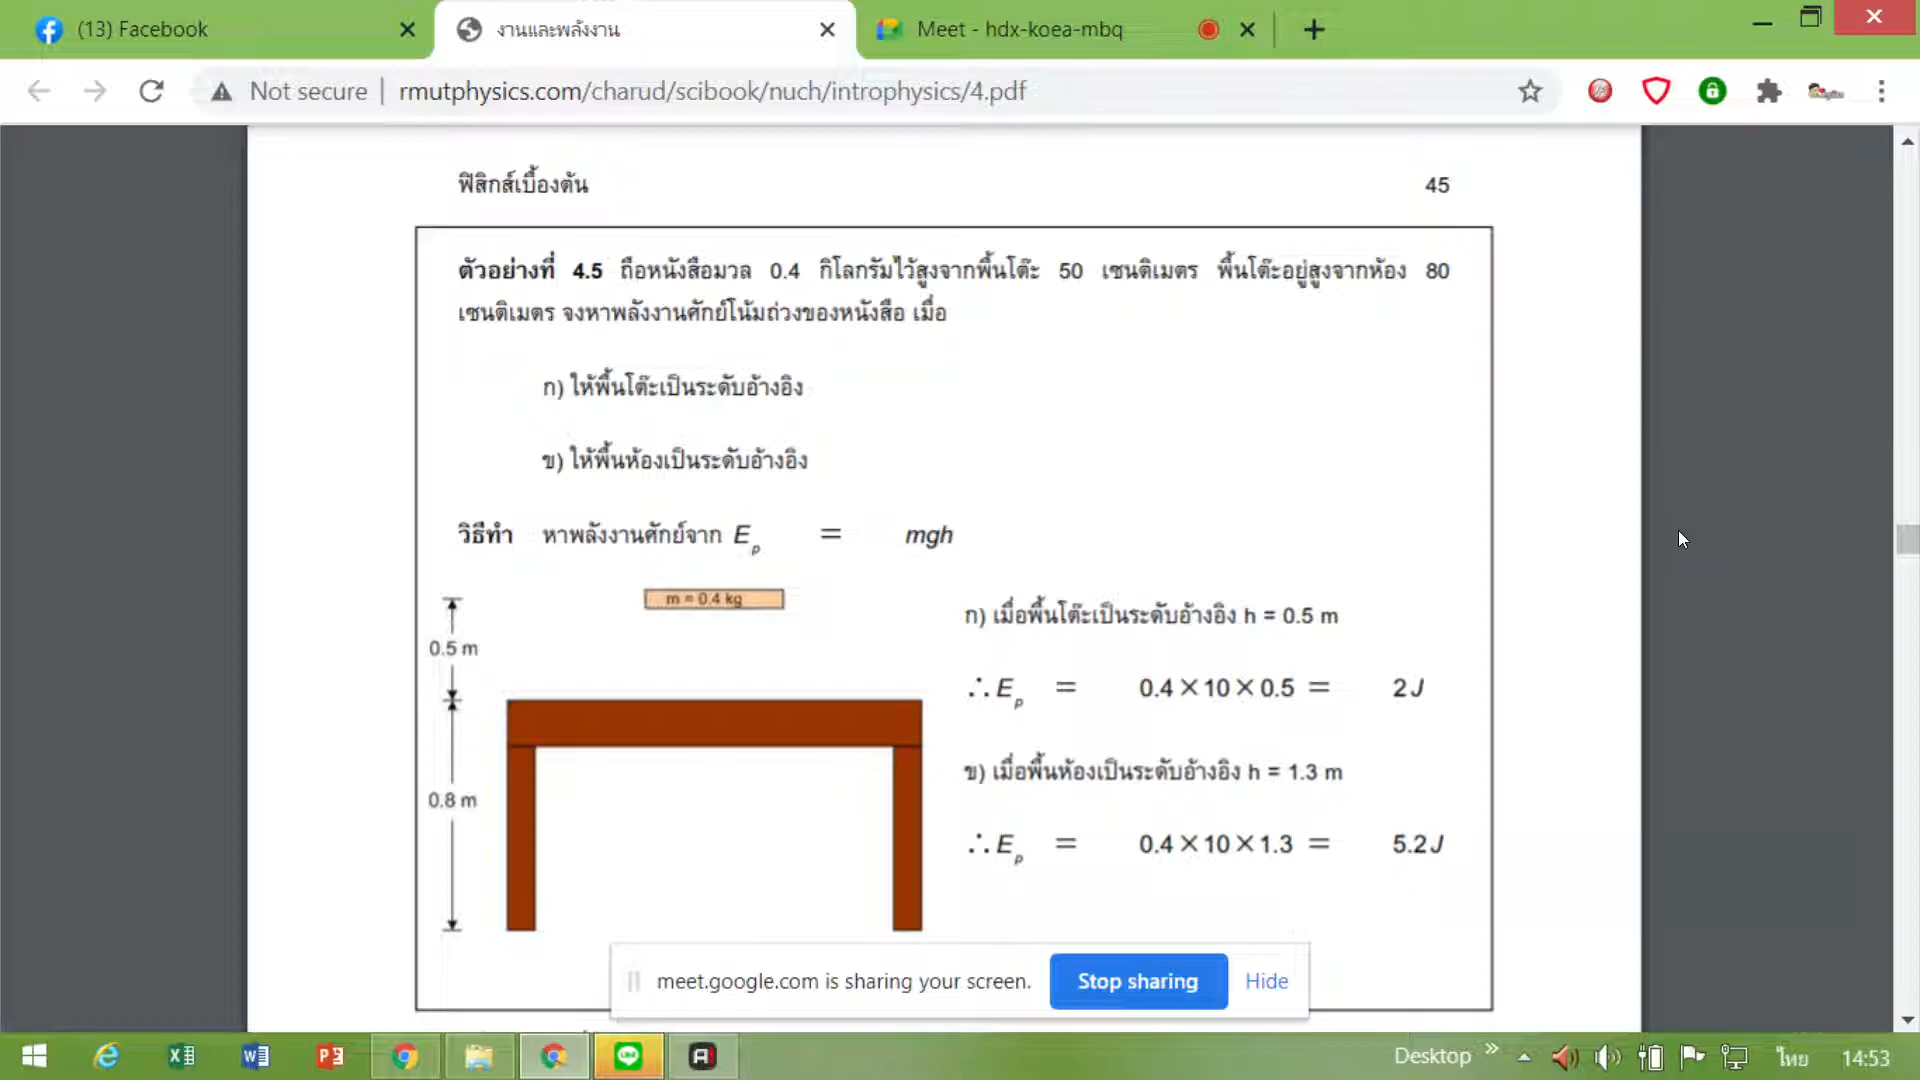 (13) Facebook
งานและพลังงาน
Meet - hdx-koea-mbq
Not secure
rmutphysics.com/charud/scibook/nuch/introphysics/4.pdf
ฟิสิกส์เบื้องต้น 45
ตัวอย่างที่ 4.5 ถือหนังสือมวล 0.4 กิโลกรัมไว้สูงจากพื้นโต๊ะ 50 เซนติเมตร พื้นโต๊ะอยู่สูงจากห้อง 80
เซนติเมตร จงหาพลังงานศักย์โน้มถ่วงของหนังสือ เมื่อ
ก) ให้พื้นโต๊ะเป็นระดับอ้างอิง
ข) ให้พื้นห้องเป็นระดับอ้างอิง
วิธีทำ หาพลังงานศักย์จาก Ep = mgh
m = 0.4 kg
0.5 m
0.8 m
ก) เมื่อพื้นโต๊ะเป็นระดับอ้างอิง h = 0.5 m
∴ Ep = 0.4×10×0.5 = 2J
ข) เมื่อพื้นห้องเป็นระดับอ้างอิง h = 1.3 m
∴ Ep = 0.4×10×1.3 = 5.2J
meet.google.com is sharing your screen. Stop sharing Hide
Desktop » ไทย 14:53